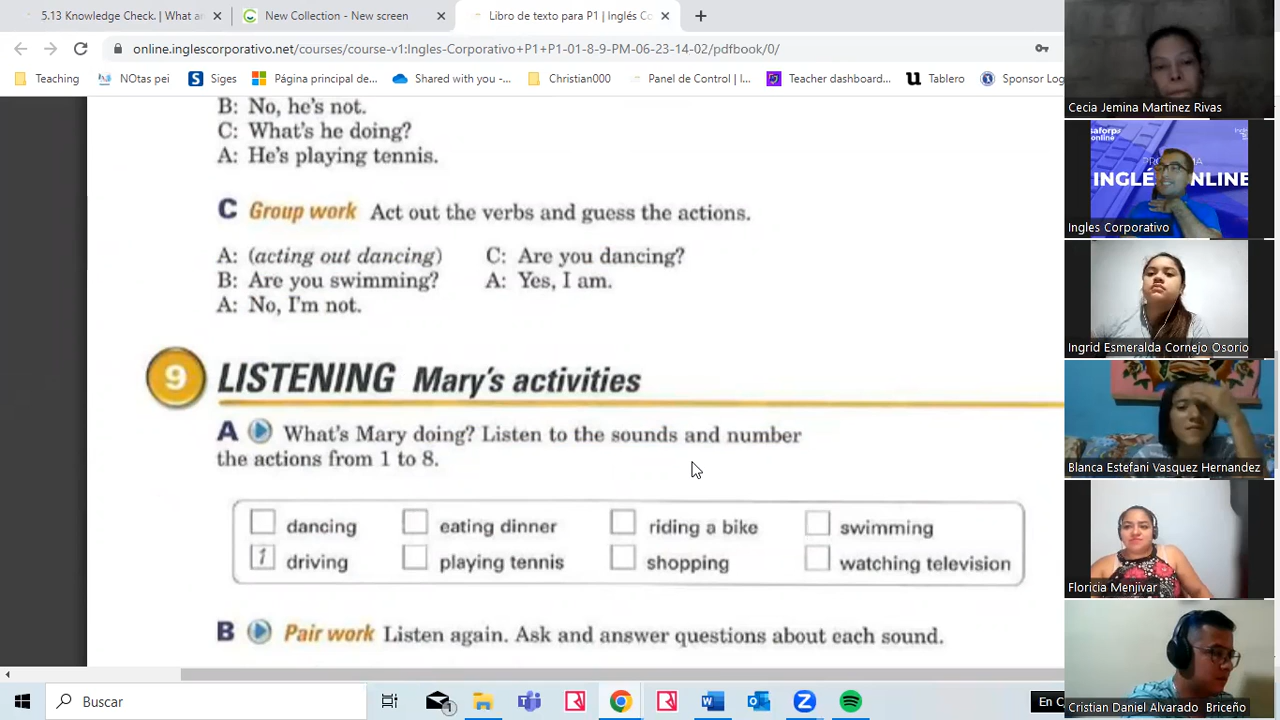 5.13 Knowledge Check. | What ar
New Collection - New screen
Libro de texto para P1 | Inglés Co
online.inglescorporativo.net/courses/course-v1:Ingles-Corporativo+P1+P1-01-8-9-PM-06-23-14-02/pdfbook/0/
Teaching
NOtas pei
Siges
Página principal de...
Shared with you -...
Christian000
Panel de Control | I...
Teacher dashboard...
Tablero
Sponsor Log
B: No, he's not.
C: What's he doing?
A: He's playing tennis.
C Group work Act out the verbs and guess the actions.
A: (acting out dancing) C: Are you dancing?
B: Are you swimming? A: Yes, I am.
A: No, I'm not.
9 LISTENING Mary's activities
A What's Mary doing? Listen to the sounds and number
the actions from 1 to 8.
dancing eating dinner riding a bike swimming
1 driving playing tennis shopping watching television
B Pair work Listen again. Ask and answer questions about each sound.
Cecia Jemina Martinez Rivas
INGLÉ NLINE
Ingles Corporativo
Ingrid Esmeralda Cornejo Osorio
Blanca Estefani Vasquez Hernandez
Floricia Menjivar
Cristian Daniel Alvarado Briceño
Buscar
1
En C